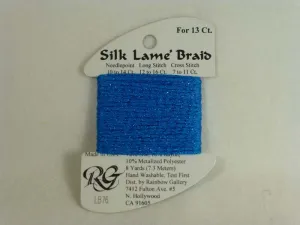 For 13 Ct.
Silk Lame' Braid
Needlepoint Long Stitch Cross Stitch
10 to 14 Ct. 12 to 16 Ct. 7 to 11 Ct.
10% Metalized Polyester
8 Yards (7.3 Meters)
Hand Washable, Test First
Dist. by Rainbow Gallery
7412 Fulton Ave. #5
N. Hollywood
CA 91605
RG
LB76